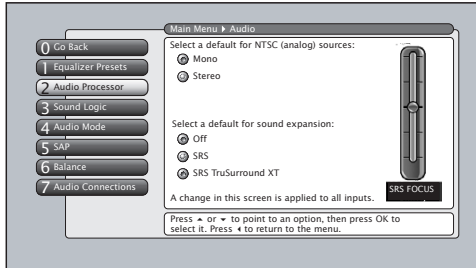 Main Menu ▸ Audio
0 Go Back
1 Equalizer Presets
2 Audio Processor
3 Sound Logic
4 Audio Mode
5 SAP
6 Balance
7 Audio Connections
Select a default for NTSC (analog) sources:
Mono
Stereo
Select a default for sound expansion:
Off
SRS
SRS TruSurround XT
A change in this screen is applied to all inputs.
SRS FOCUS
Press ▴ or ▾ to point to an option, then press OK to
select it. Press ◂ to return to the menu.